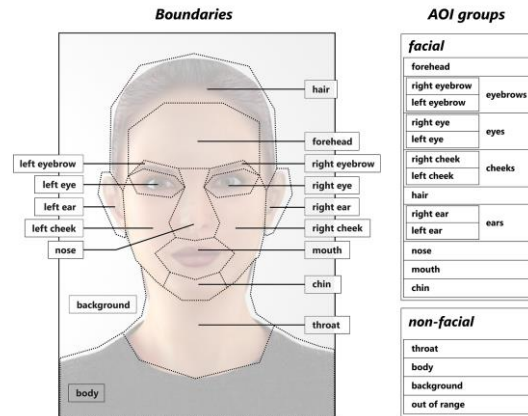 Boundaries
hair
forehead
left eyebrow
right eyebrow
left eye
right eye
left ear
right ear
left cheek
right cheek
nose
mouth
chin
background
throat
body
AOI groups
facial
forehead
right eyebrow
left eyebrow
eyebrows
right eye
left eye
eyes
right cheek
left cheek
cheeks
hair
right ear
left ear
ears
nose
mouth
chin
non-facial
throat
body
background
out of range